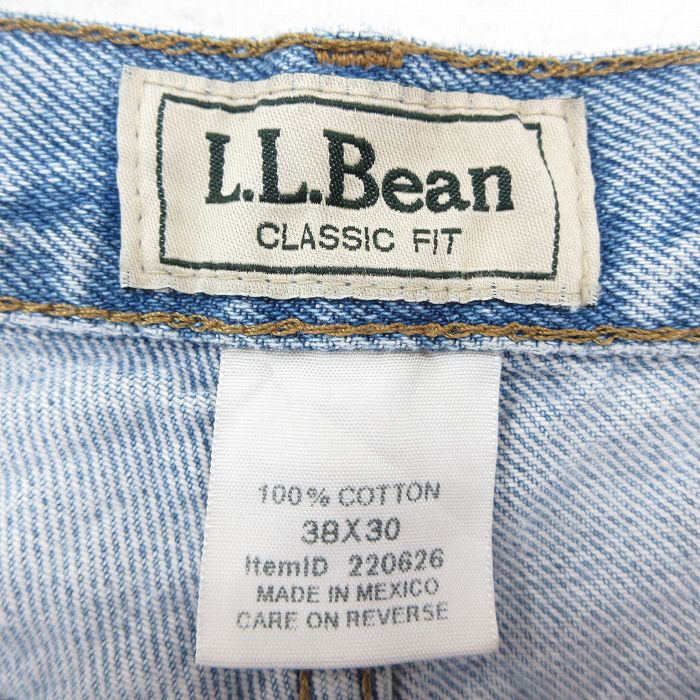 L.L.Bean
CLASSIC FIT
100% COTTON
38X30
ItemID 220626
MADE IN MEXICO
CARE ON REVERSE